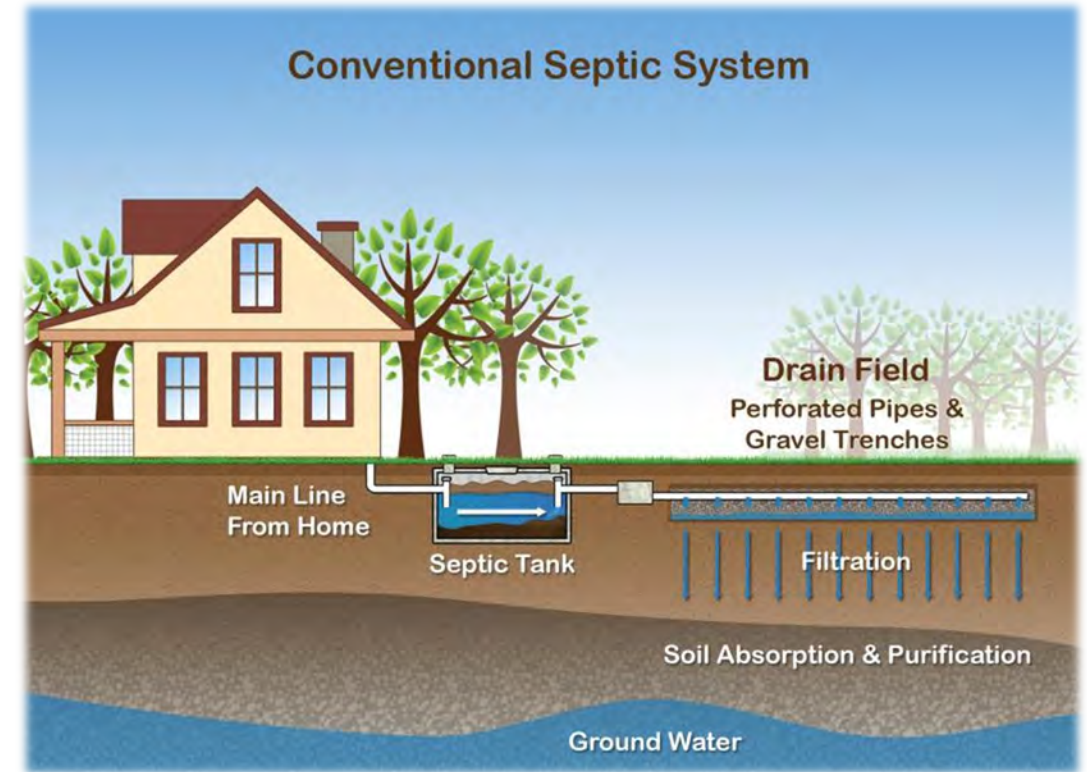 Conventional Septic System
Drain Field
Perforated Pipes &
Gravel Trenches
Main Line
From Home
Septic Tank
Filtration
Soil Absorption & Purification
Ground Water